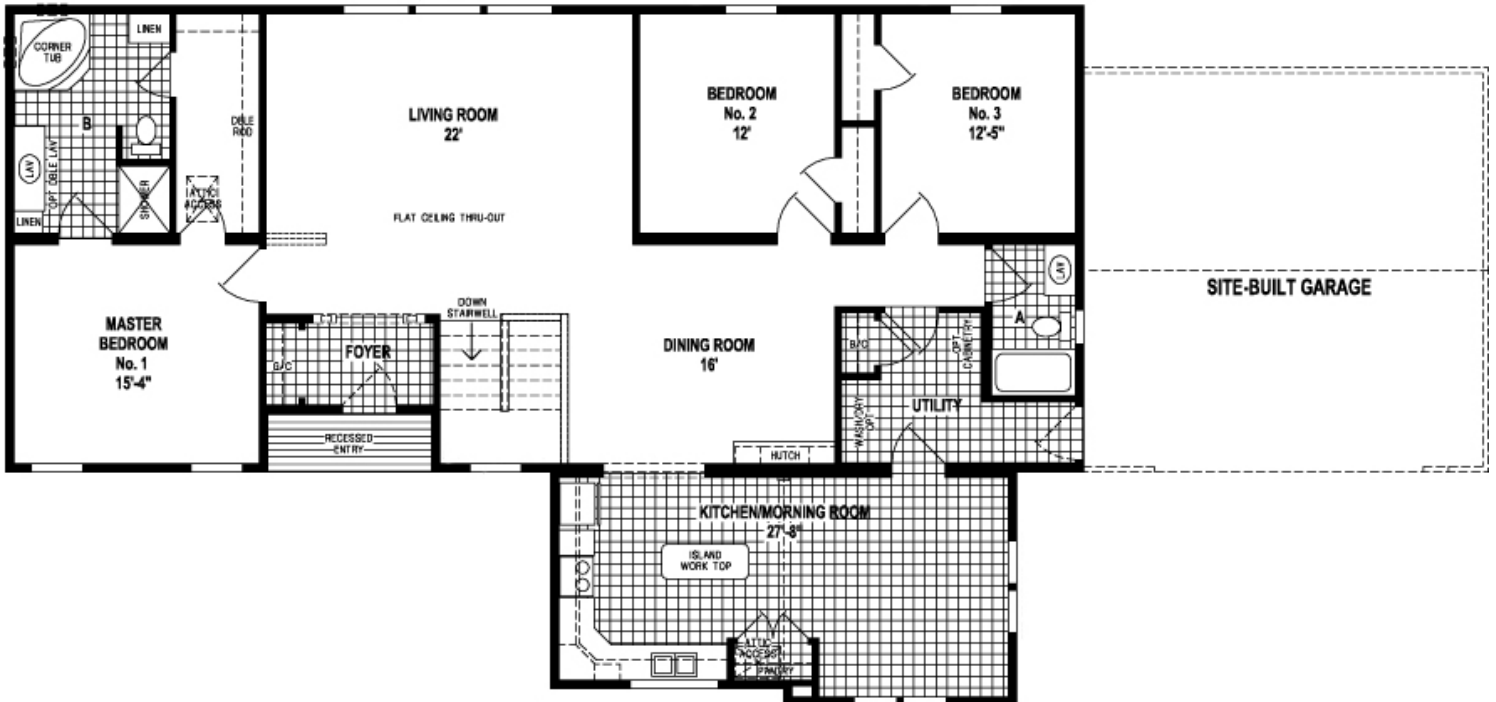 CORNER
TUB
LINEN
B
LAV
OPT DBLE LAV
LINEN
SHOWER
DBLE
ROD
ATTIC
ACCESS
LIVING ROOM
22'
FLAT CEILING THRU-OUT
BEDROOM
No. 2
12'
BEDROOM
No. 3
12'-5"
MASTER
BEDROOM
No. 1
15'-4"
G/C
FOYER
RECESSED
ENTRY
DOWN
STAIRWELL
DINING ROOM
16'
HUTCH
B/C
OPT
CABINETRY
WASH/DRY
OPT
UTILITY
LAV
A
SITE-BUILT GARAGE
KITCHEN/MORNING ROOM
27'-8"
ISLAND
WORK TOP
ATTIC
ACCESS
PANTRY